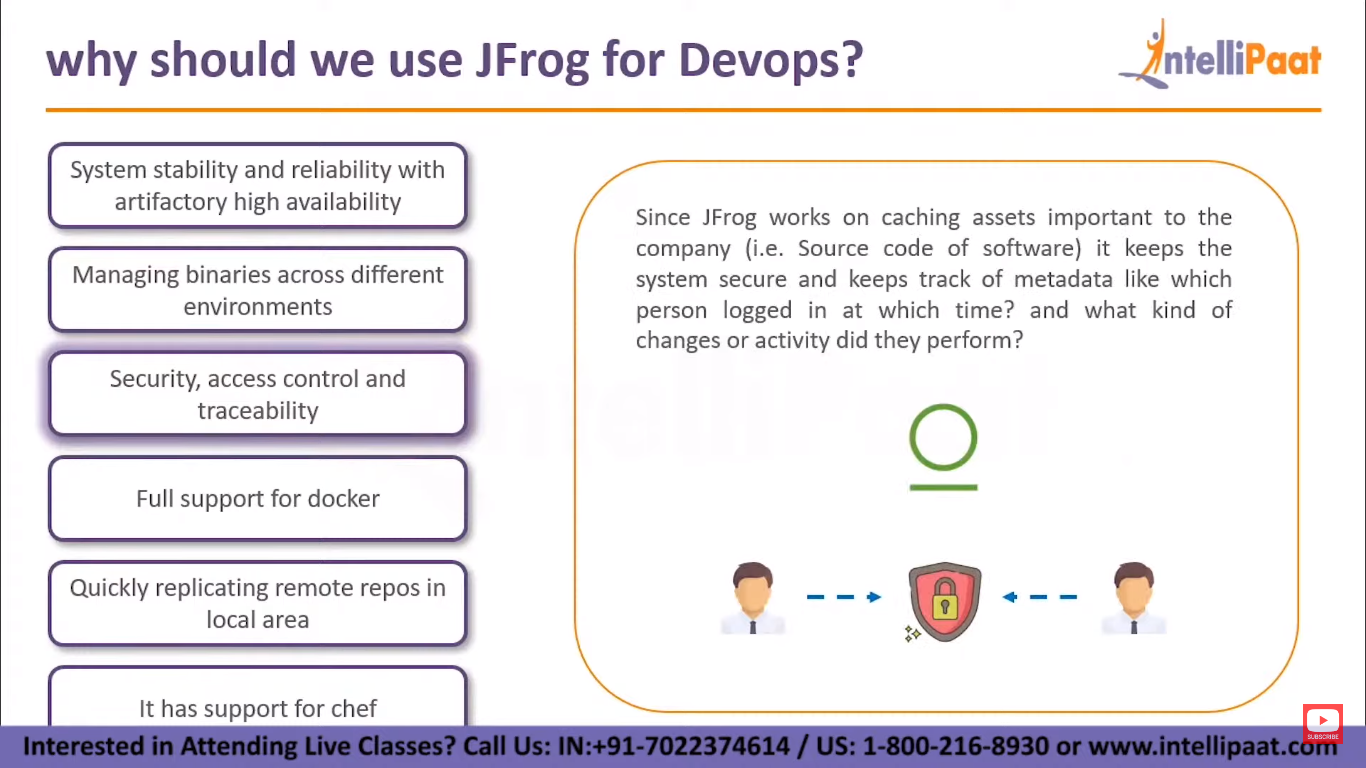 why should we use JFrog for Devops?
IntelliPaat
System stability and reliability with
artifactory high availability
Managing binaries across different
environments
Security, access control and
traceability
Full support for docker
Quickly replicating remote repos in
local area
It has support for chef
Since JFrog works on caching assets important to the
company (i.e. Source code of software) it keeps the
system secure and keeps track of metadata like which
person logged in at which time? and what kind of
changes or activity did they perform?
SUBSCRIBE
Interested in Attending Live Classes? Call Us: IN:+91-7022374614 / US: 1-800-216-8930 or www.intellipaat.com